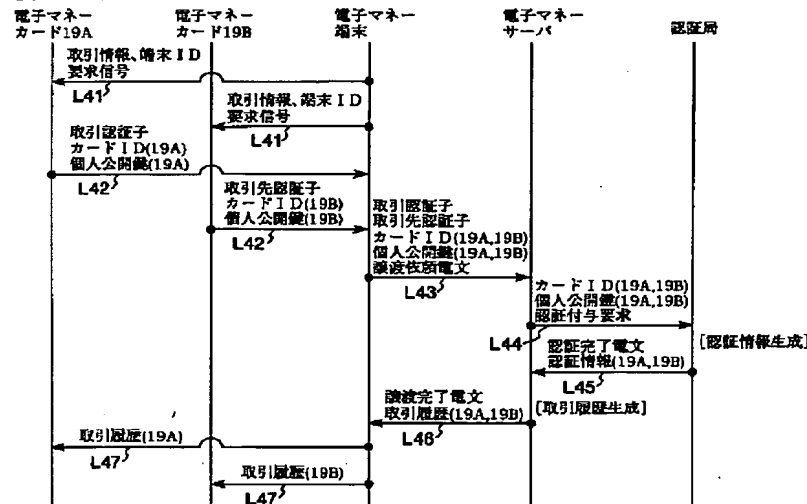 電子マネー
カード19A
電子マネー
カード19B
電子マネー
端末
電子マネー
サーバ
認証局
取引情報、端末ID
要求信号
L41
取引情報、端末ID
要求信号
L41
取引認証子
カードID(19A)
個人公開鍵(19A)
L42
取引先認証子
カードID(19B)
個人公開鍵(19B)
L42
取引認証子
取引先認証子
カードID(19A,19B)
個人公開鍵(19A,19B)
譲渡依頼電文
L43
カードID(19A,19B)
個人公開鍵(19A,19B)
認証付与要求
L44
[認証情報生成]
認証完了電文
認証情報(19A,19B)
L45
譲渡完了電文
取引履歴(19A,19B)
L46
[取引履歴生成]
取引履歴(19A)
L47
取引履歴(19B)
L47